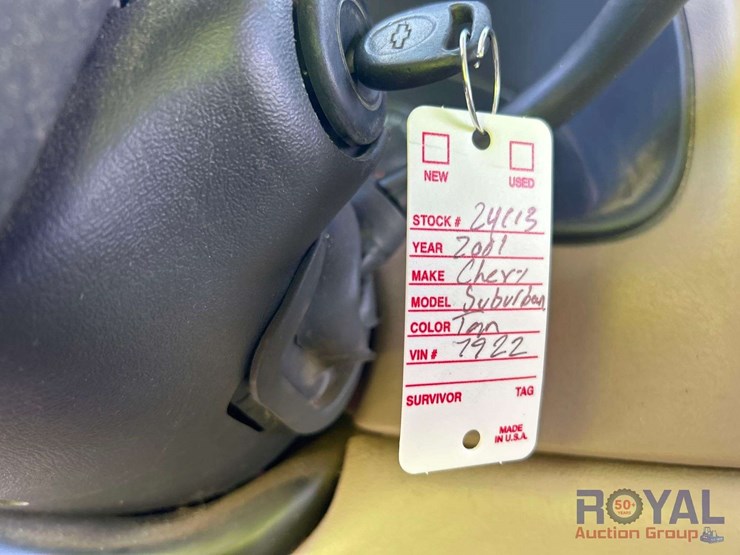 NEW USED
STOCK # 24113
YEAR 2001
MAKE Chevy
MODEL Suburban
COLOR Tan
VIN # 7922
SURVIVOR TAG
MADE
IN U.S.A.
ROYAL
50+
YEARS
Auction Group